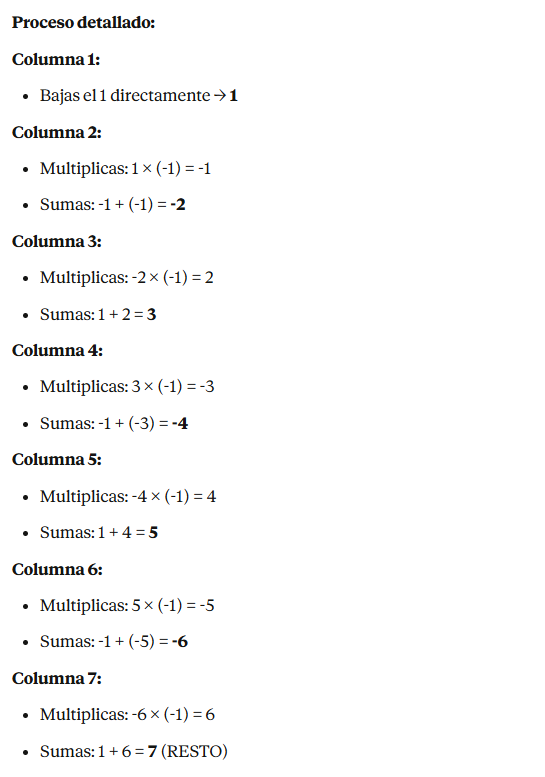 Proceso detallado:
Columna 1:
• Bajas el 1 directamente → 1
Columna 2:
• Multiplicas: 1 × (-1) = -1
• Sumas: -1 + (-1) = -2
Columna 3:
• Multiplicas: -2 × (-1) = 2
• Sumas: 1 + 2 = 3
Columna 4:
• Multiplicas: 3 × (-1) = -3
• Sumas: -1 + (-3) = -4
Columna 5:
• Multiplicas: -4 × (-1) = 4
• Sumas: 1 + 4 = 5
Columna 6:
• Multiplicas: 5 × (-1) = -5
• Sumas: -1 + (-5) = -6
Columna 7:
• Multiplicas: -6 × (-1) = 6
• Sumas: 1 + 6 = 7 (RESTO)